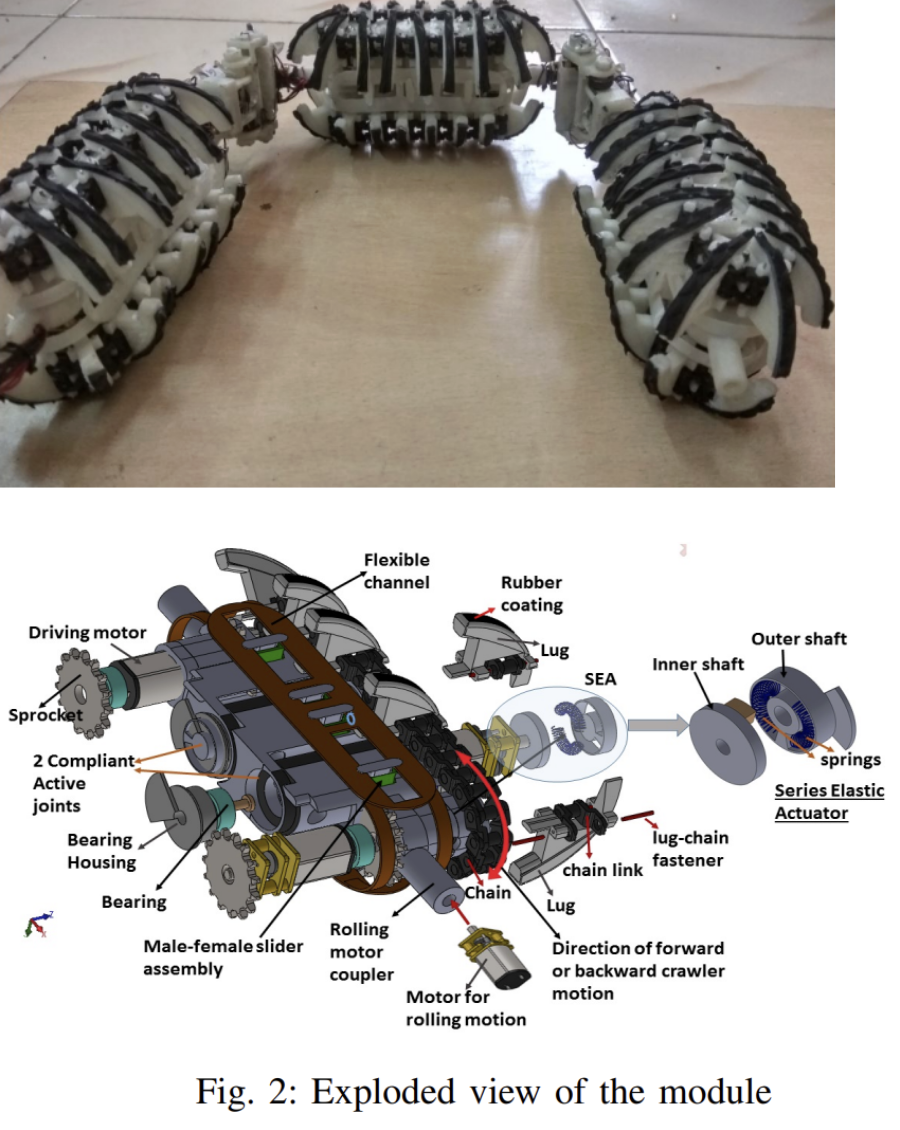 Flexible
channel
Rubber
coating
Driving motor
Lug
Outer shaft
SEA
Inner shaft
Sprocket
2 Compliant
Active
joints
springs
Series Elastic
Actuator
Bearing
Housing
lug-chain
fastener
chain link
Bearing
Chain
Lug
Rolling
motor
coupler
Male-female slider
assembly
Direction of forward
or backward crawler
motion
Motor for
rolling motion
Fig. 2: Exploded view of the module